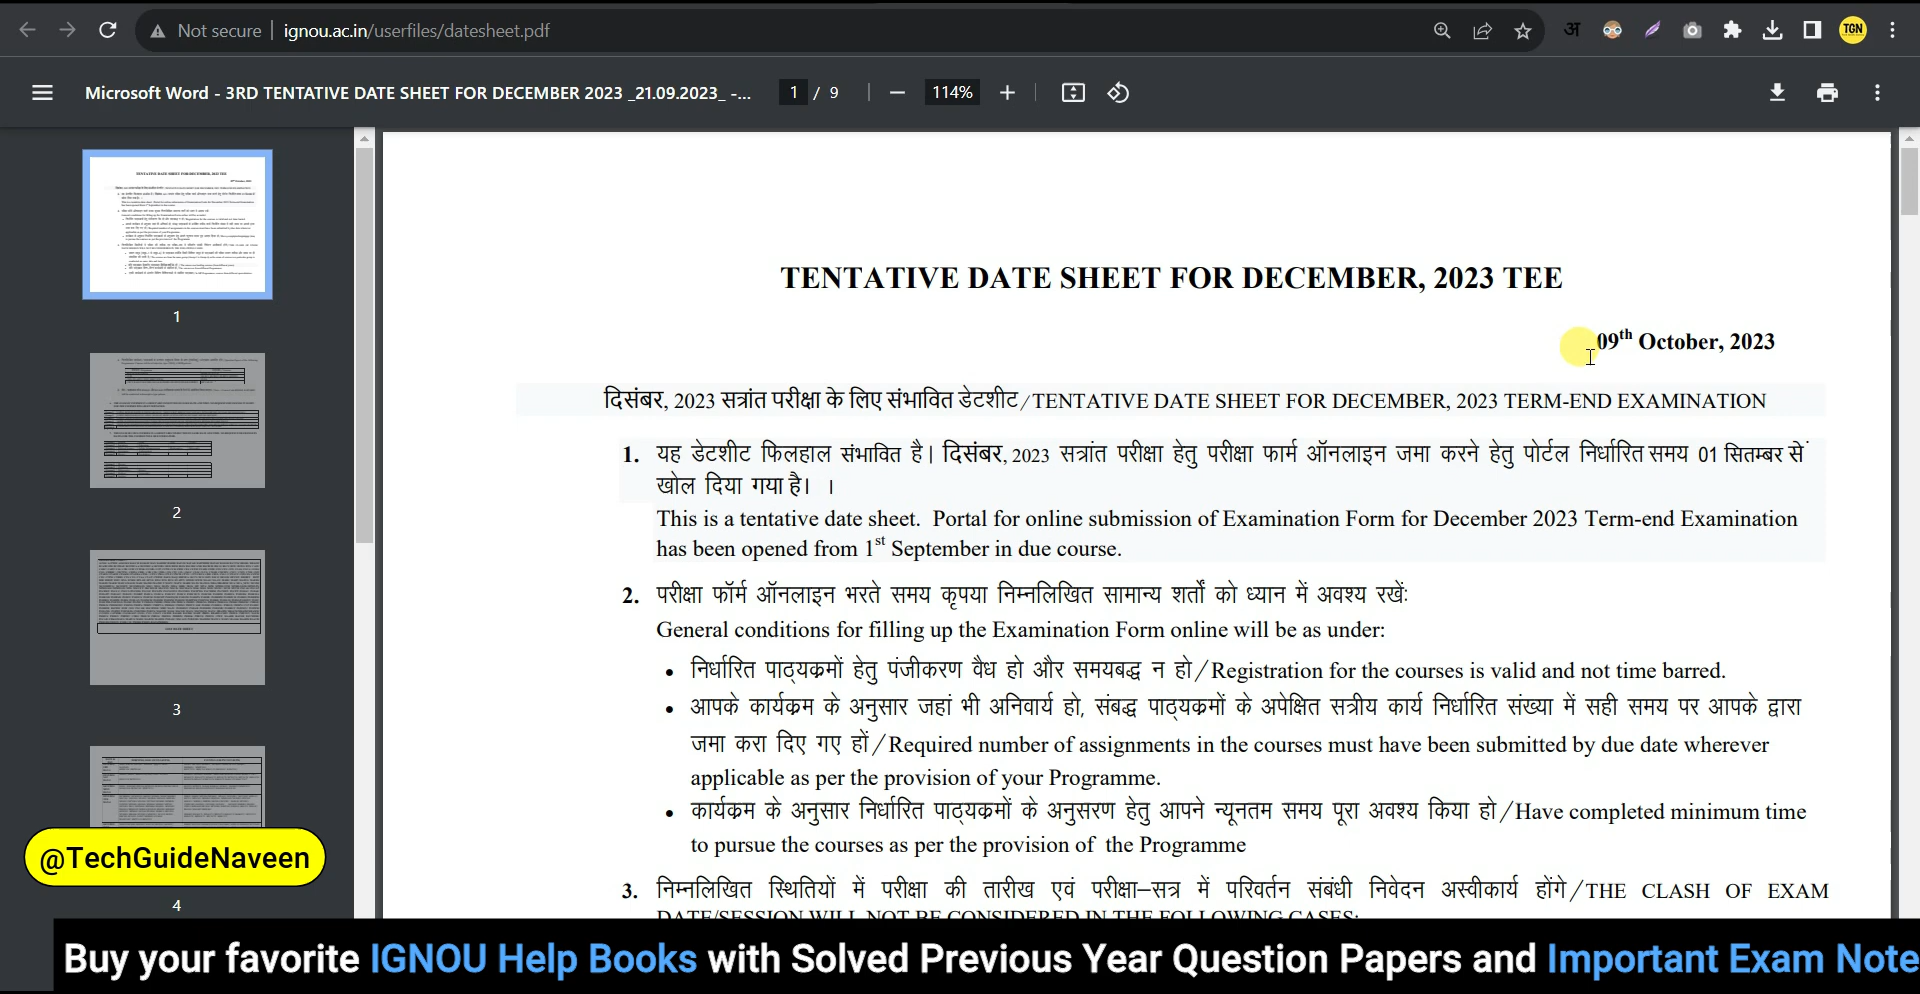 Not secure ignou.ac.in/userfiles/datesheet.pdf
अ TGN
Microsoft Word - 3RD TENTATIVE DATE SHEET FOR DECEMBER 2023 _21.09.2023_ -... 1 / 9 114%
TENTATIVE DATE SHEET FOR DECEMBER, 2023 TEE
09th October, 2023
दिसंबर, 2023 सत्रांत परीक्षा के लिए संभावित डेटशीट/TENTATIVE DATE SHEET FOR DECEMBER, 2023 TERM-END EXAMINATION
1. यह डेटशीट फिलहाल संभावित है। दिसंबर, 2023 सत्रांत परीक्षा हेतु परीक्षा फार्म ऑनलाइन जमा करने हेतु पोर्टल निर्धारित समय 01 सितम्बर से
खोल दिया गया है। ।
This is a tentative date sheet. Portal for online submission of Examination Form for December 2023 Term-end Examination
has been opened from 1st September in due course.
2. परीक्षा फॉर्म ऑनलाइन भरते समय कृपया निम्नलिखित सामान्य शर्तों को ध्यान में अवश्य रखें:
General conditions for filling up the Examination Form online will be as under:
• निर्धारित पाठ्यक्रमों हेतु पंजीकरण वैध हो और समयबद्ध न हो/Registration for the courses is valid and not time barred.
• आपके कार्यक्रम के अनुसार जहां भी अनिवार्य हो, संबद्ध पाठ्यक्रमों के अपेक्षित सत्रीय कार्य निर्धारित संख्या में सही समय पर आपके द्वारा
जमा करा दिए गए हों/Required number of assignments in the courses must have been submitted by due date wherever
applicable as per the provision of your Programme.
• कार्यक्रम के अनुसार निर्धारित पाठ्यक्रमों के अनुसरण हेतु आपने न्यूनतम समय पूरा अवश्य किया हो/Have completed minimum time
to pursue the courses as per the provision of the Programme
3. निम्नलिखित स्थितियों में परीक्षा की तारीख एवं परीक्षा–सत्र में परिवर्तन संबंधी निवेदन अस्वीकार्य होंगे/THE CLASH OF EXAM
DATE/SESSION WILL NOT BE CONSIDERED IN THE FOLLOWING CASES:
1
2
3
@TechGuideNaveen
4
Buy your favorite IGNOU Help Books with Solved Previous Year Question Papers and Important Exam Note